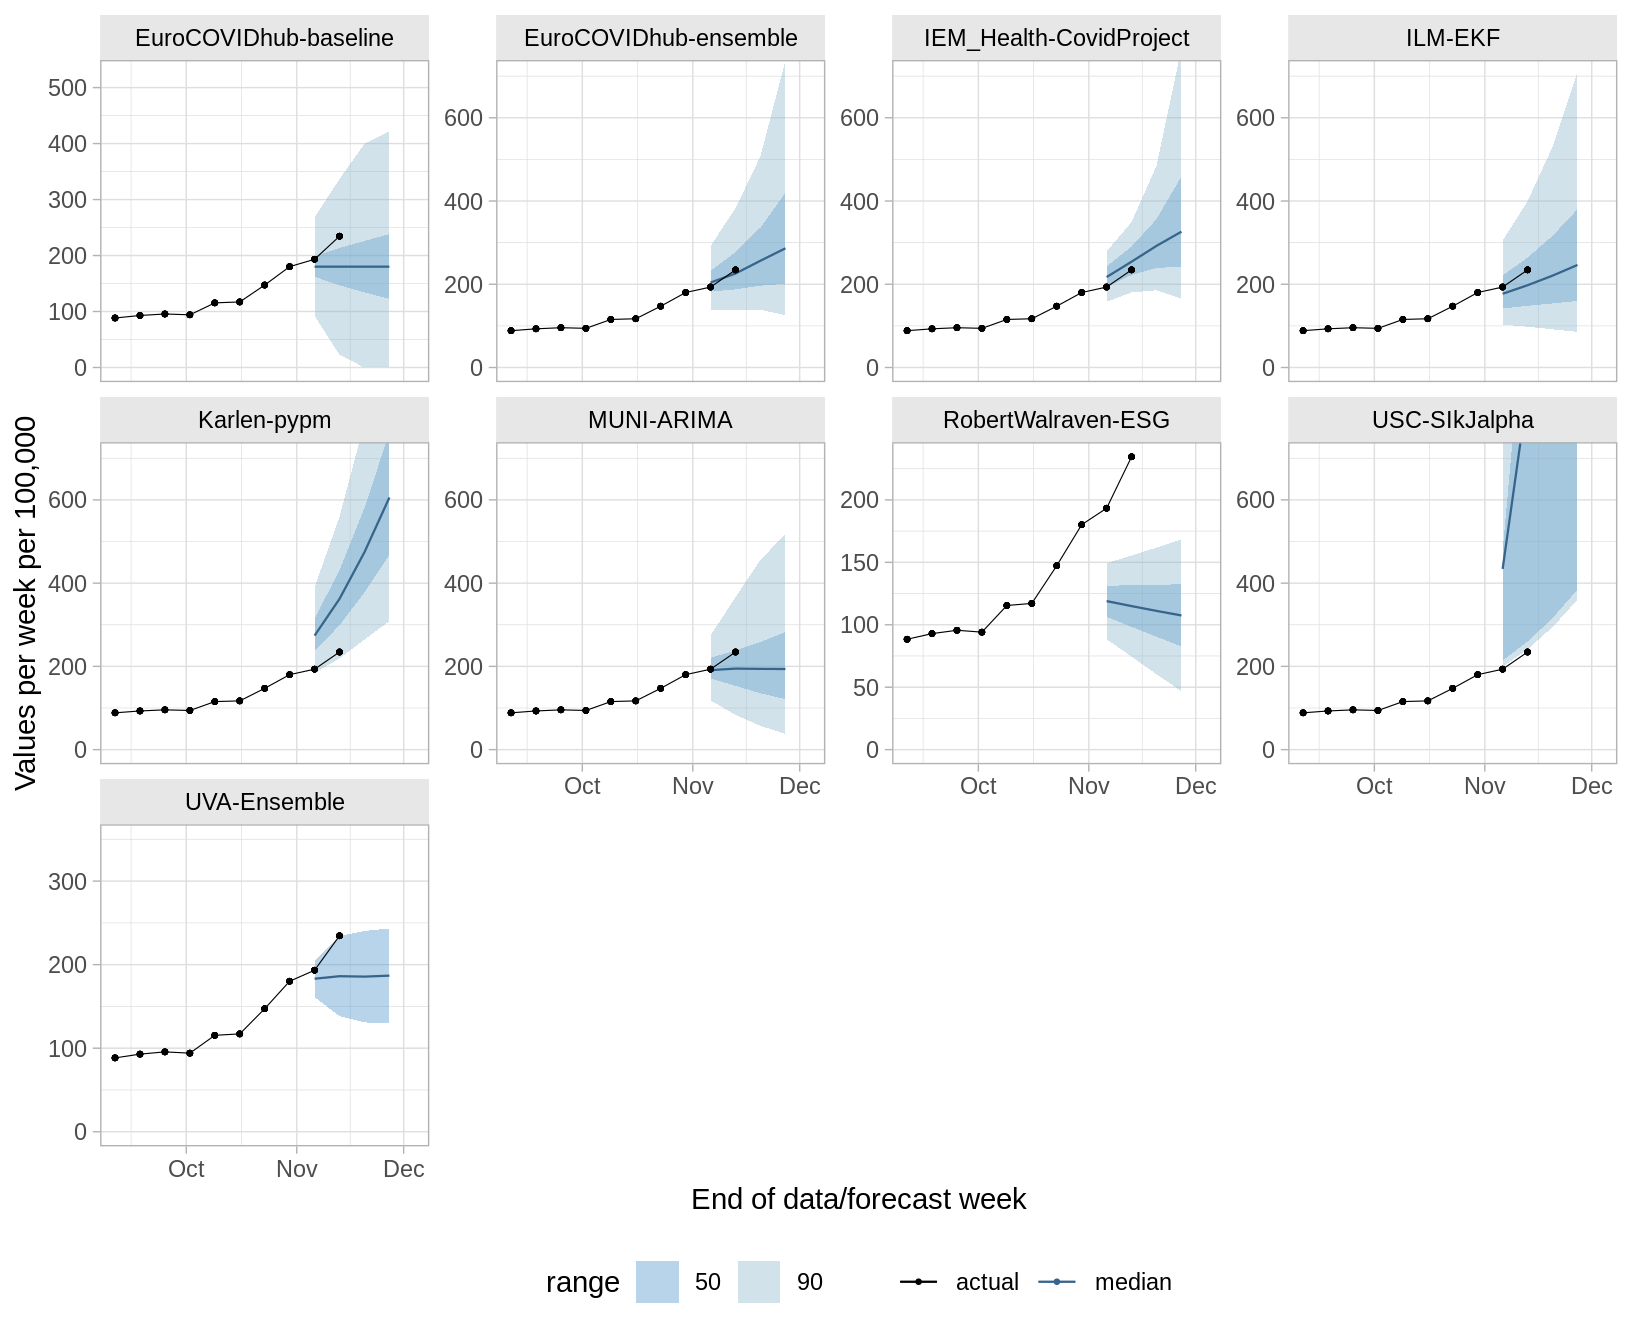 EuroCOVIDhub-baseline
EuroCOVIDhub-ensemble
IEM_Health-CovidProject
ILM-EKF
500
400
300
200
100
0
600
400
200
0
600
400
200
0
600
400
200
0
Values per week per 100,000
Karlen-pypm
MUNI-ARIMA
RobertWalraven-ESG
USC-SIkJalpha
600
400
200
0
600
400
200
0
200
150
100
50
0
600
400
200
0
Oct Nov Dec
Oct Nov Dec
Oct Nov Dec
UVA-Ensemble
300
200
100
0
Oct Nov Dec
End of data/forecast week
range 50 90 actual median